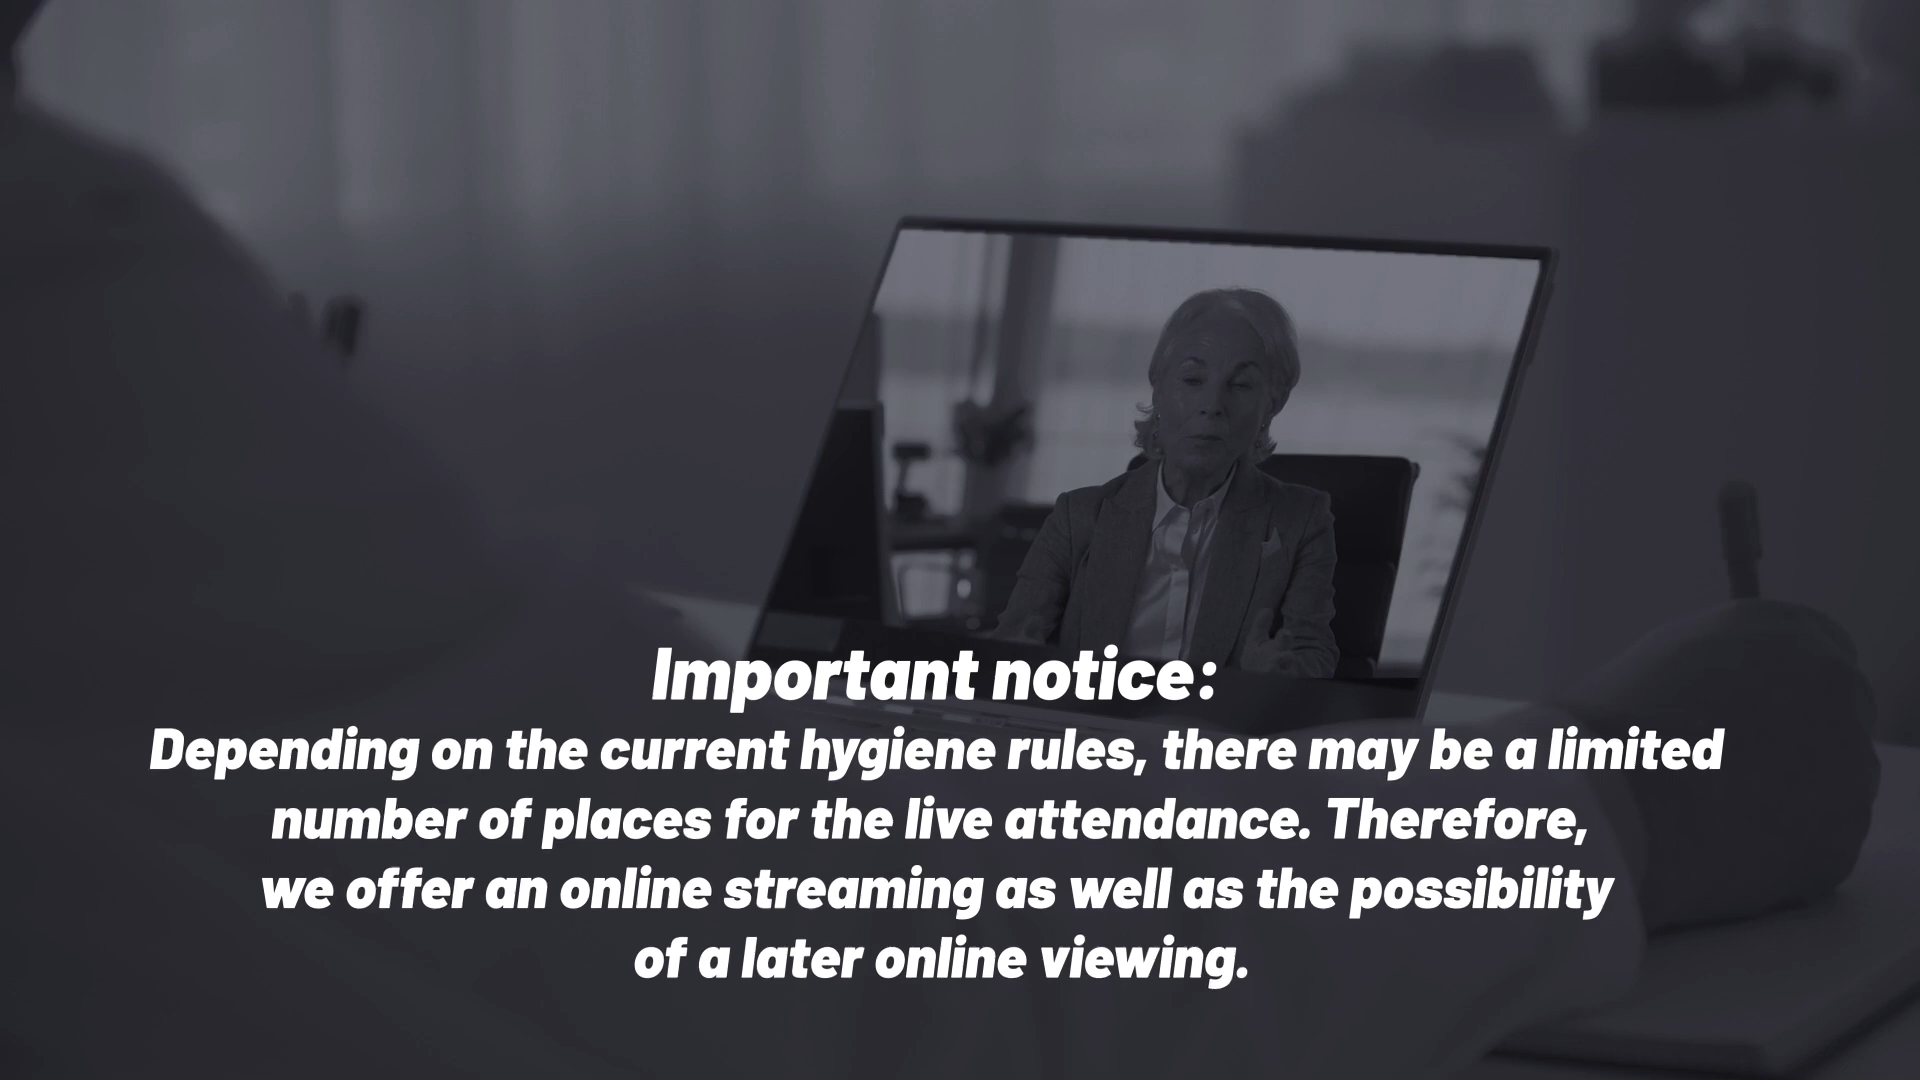 Important notice:
Depending on the current hygiene rules, there may be a limited
number of places for the live attendance. Therefore,
we offer an online streaming as well as the possibility
of a later online viewing.